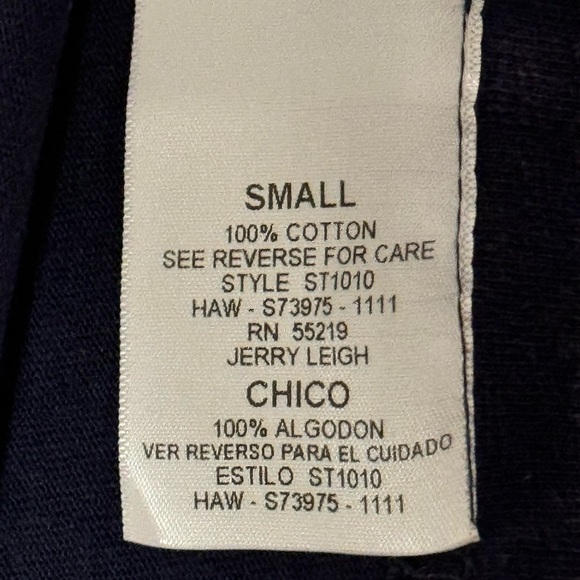 SMALL
100% COTTON
SEE REVERSE FOR CARE
STYLE ST1010
HAW - S73975 - 1111
RN 55219
JERRY LEIGH
CHICO
100% ALGODON
VER REVERSO PARA EL CUIDADO
ESTILO ST1010
HAW - S73975 - 1111